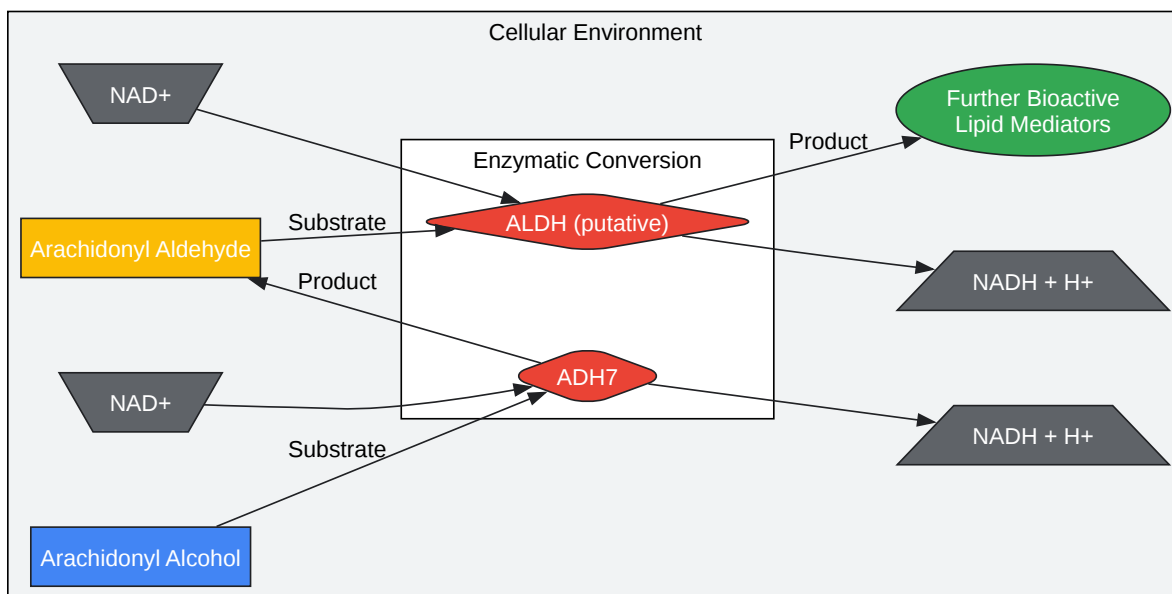 Cellular Environment
NAD+
Further Bioactive
Lipid Mediators
Product
Enzymatic Conversion
Substrate
ALDH (putative)
Arachidonyl Aldehyde
Product
NADH + H+
ADH7
NAD+
NADH + H+
Substrate
Arachidonyl Alcohol